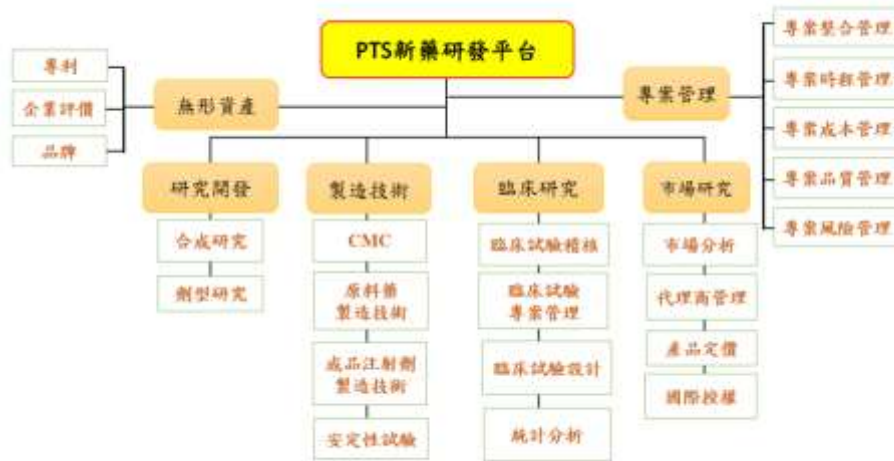 PTS新藥研發平台
專利
企業評價
品牌
無形資產
專案管理
專案整合管理
專案時程管理
專案成本管理
專案品質管理
專案風險管理
研究開發
合成研究
劑型研究
製造技術
CMC
原料藥
製造技術
成品注射劑
製造技術
安定性試驗
臨床研究
臨床試驗稽核
臨床試驗
專案管理
臨床試驗設計
統計分析
市場研究
市場分析
代理商管理
產品定價
國際授權